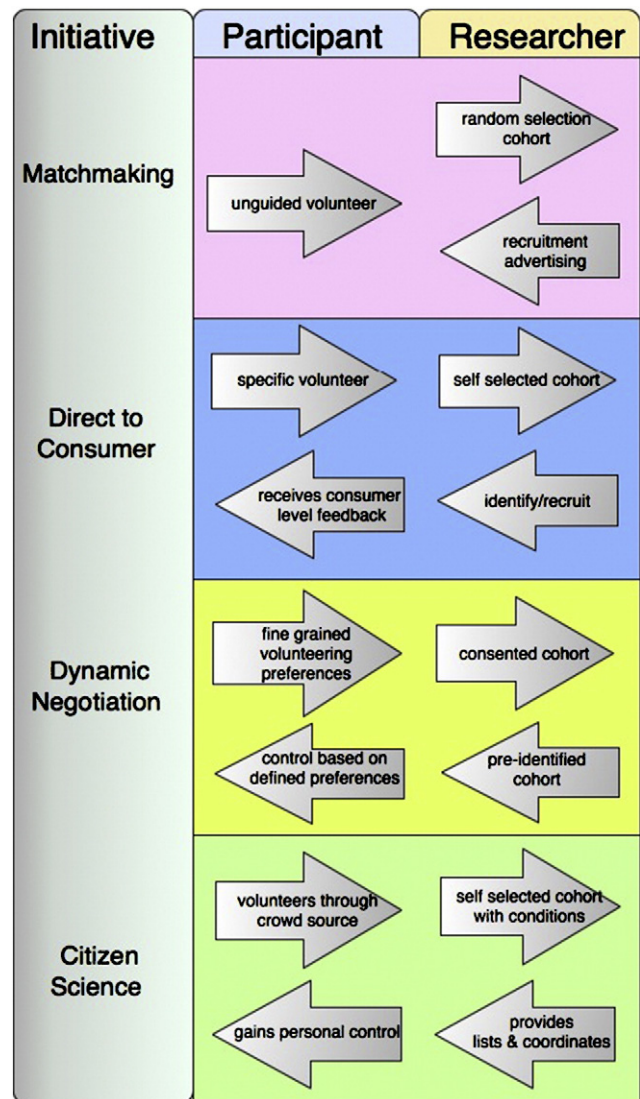 Initiative
Participant
Researcher
Matchmaking
unguided volunteer
random selection
cohort
recruitment
advertising
Direct to
Consumer
specific volunteer
self selected cohort
receives consumer
level feedback
identify/recruit
Dynamic
Negotiation
fine grained
volunteering
preferences
consented cohort
control based on
defined preferences
pre-identified
cohort
Citizen
Science
volunteers through
crowd source
self selected cohort
with conditions
gains personal control
provides
lists & coordinates